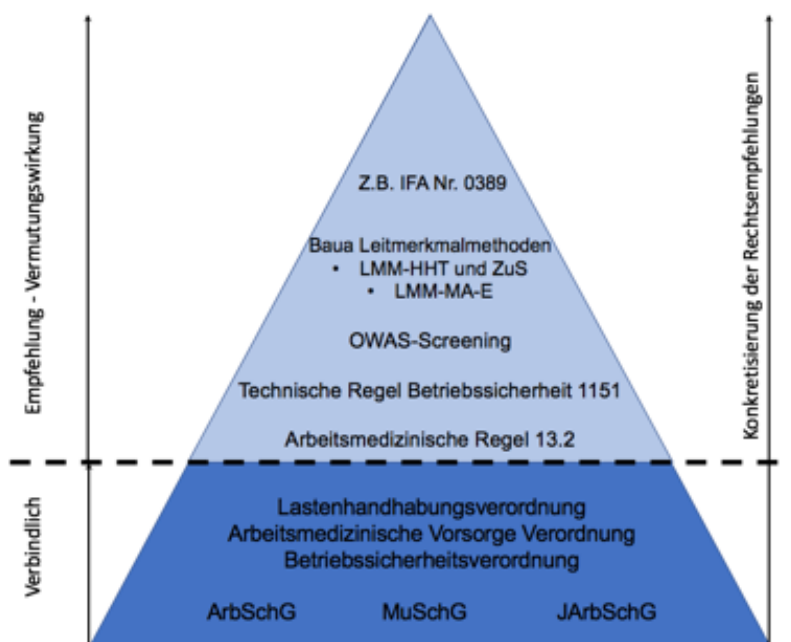 Empfehlung - Vermutungswirkung
Verbindlich
Z.B. IFA Nr. 0389
Baua Leitmerkmalmethoden
• LMM-HHT und ZuS
• LMM-MA-E
OWAS-Screening
Technische Regel Betriebssicherheit 1151
Arbeitsmedizinische Regel 13.2
Lastenhandhabungsverordnung
Arbeitsmedizinische Vorsorge Verordnung
Betriebssicherheitsverordnung
ArbSchG MuSchG JArbSchG
Konkretisierung der Rechtsempfehlungen